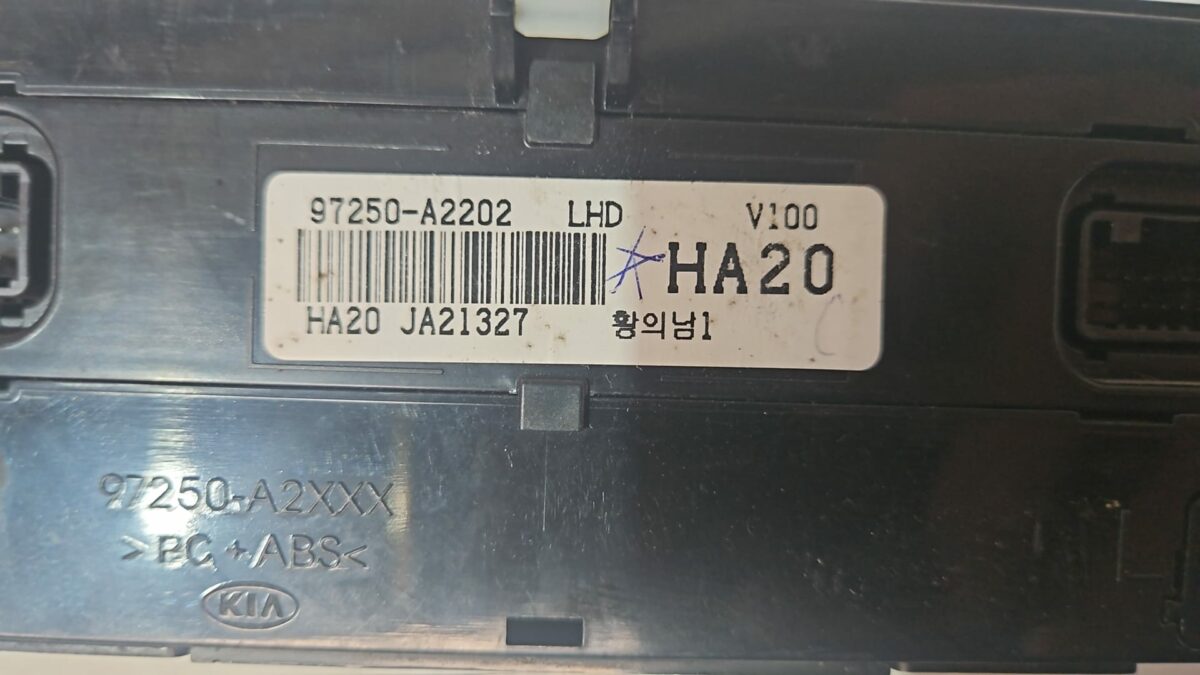 97250-A2202 LHD V100
HA20
HA20 JA21327 황의남1
97250-A2XXX
>PC+ABS<
KIA